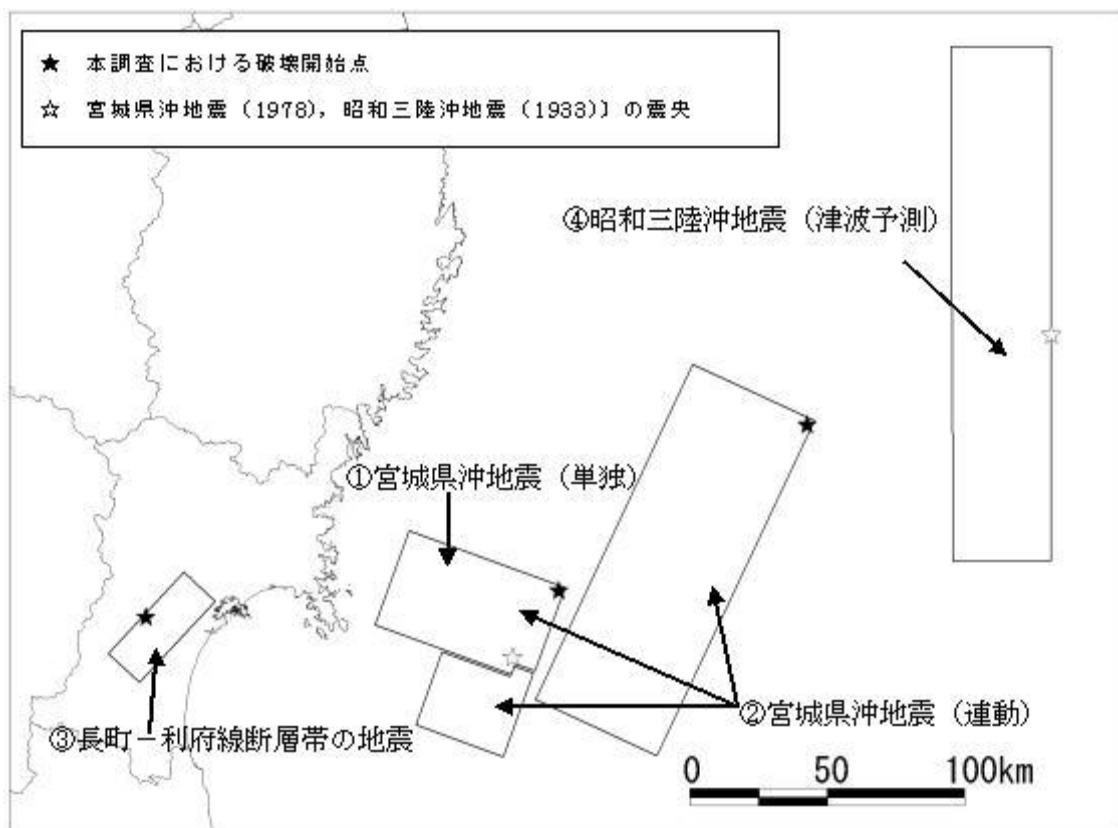 ★ 本調査における破壊開始点
☆ 宮城県沖地震（1978），昭和三陸沖地震（1933）］の震央
④昭和三陸沖地震（津波予測）
①宮城県沖地震（単独）
②宮城県沖地震（連動）
③長町－利府線断層帯の地震
0 50 100km